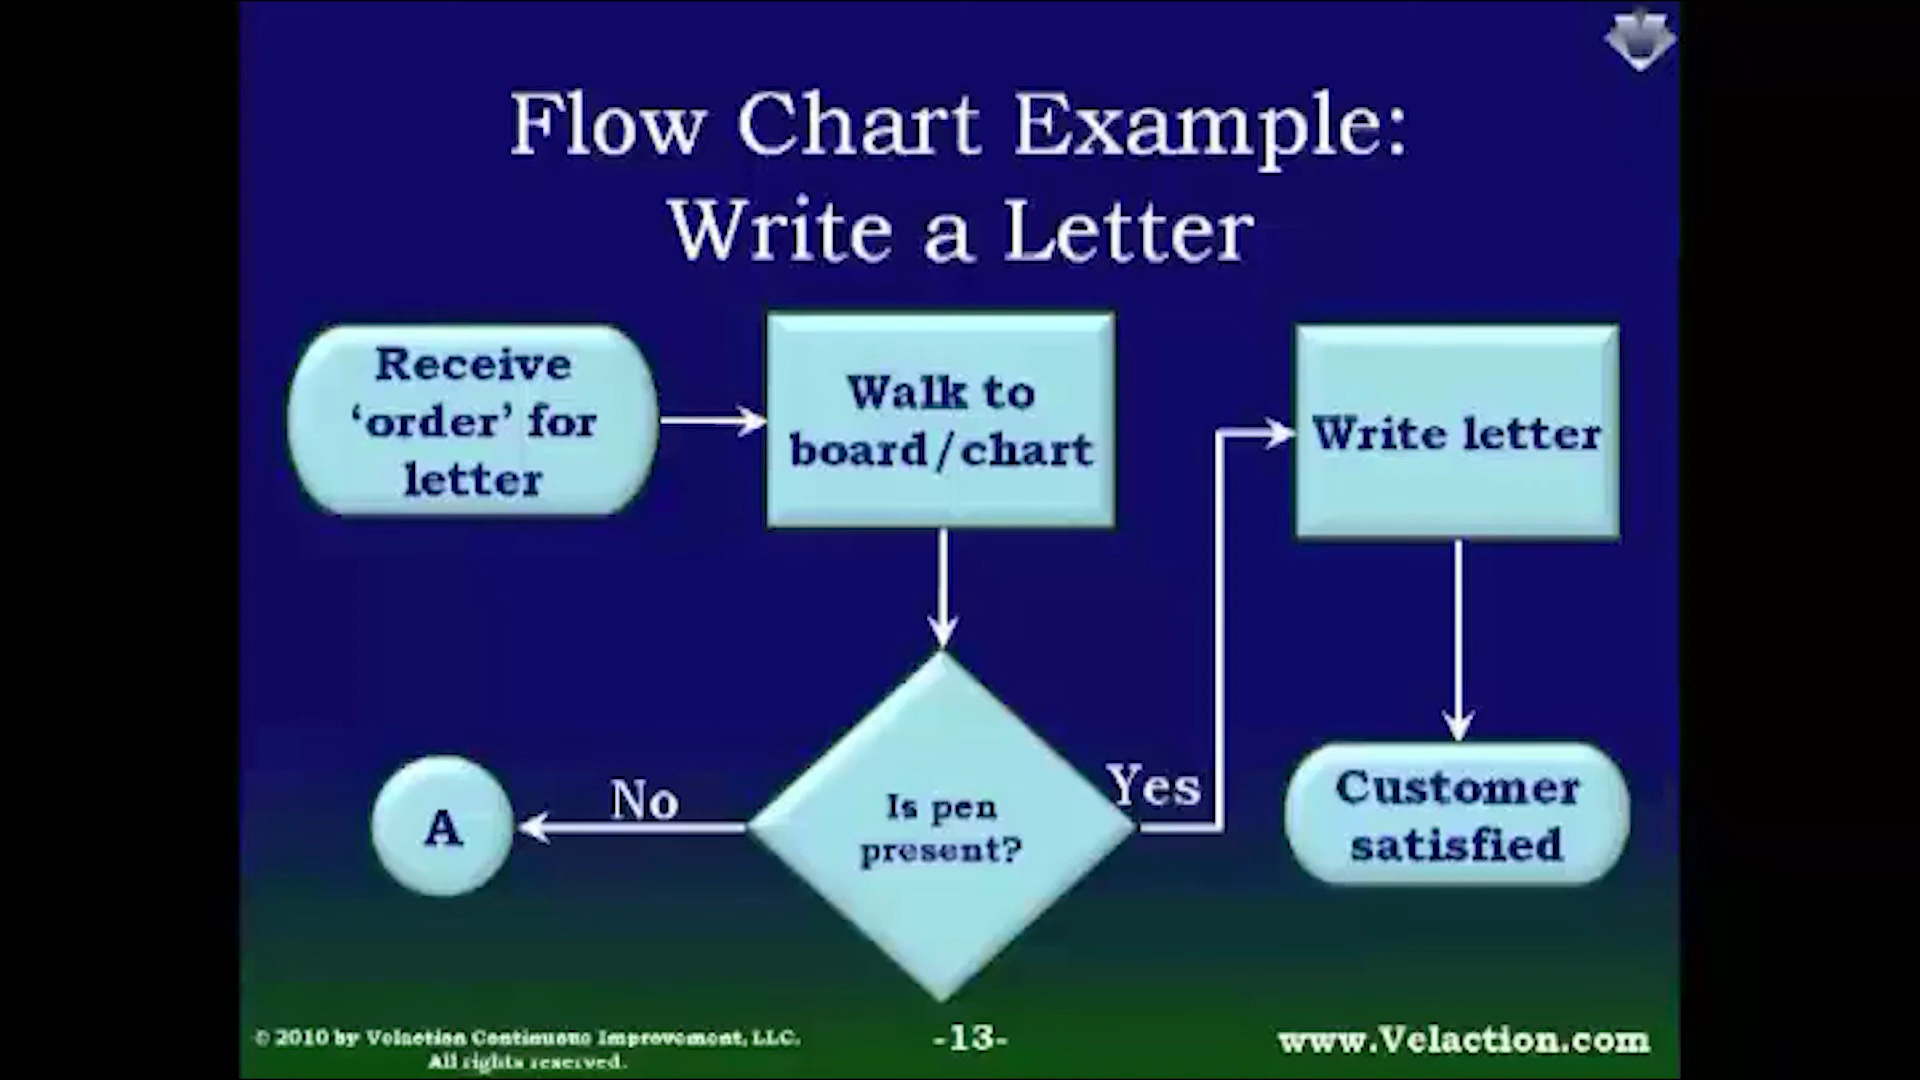 Flow Chart Example:
Write a Letter
Receive
‘order’ for
letter
Walk to
board/chart
Write letter
Is pen
present?
No
Yes
A
Customer
satisfied
© 2010 by Velaction Continuous Improvement, LLC.
All rights reserved.
-13-
www.Velaction.com